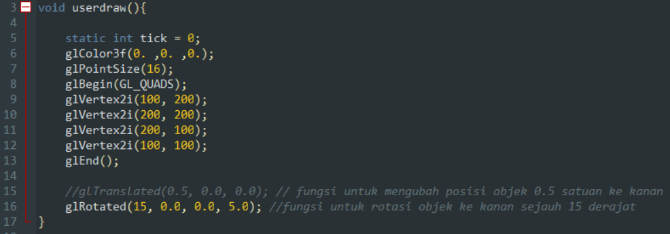 3 void userdraw(){
4
5 static int tick = 0;
6 glColor3f(0. ,0. ,0.);
7 glPointSize(16);
8 glBegin(GL_QUADS);
9 glVertex2i(100, 200);
10 glVertex2i(200, 200);
11 glVertex2i(200, 100);
12 glVertex2i(100, 100);
13 glEnd();
14
15 //glTranslated(0.5, 0.0, 0.0); // fungsi untuk mengubah posisi objek 0.5 satuan ke kanan
16 glRotated(15, 0.0, 0.0, 5.0); //fungsi untuk rotasi objek ke kanan sejauh 15 derajat
17 }